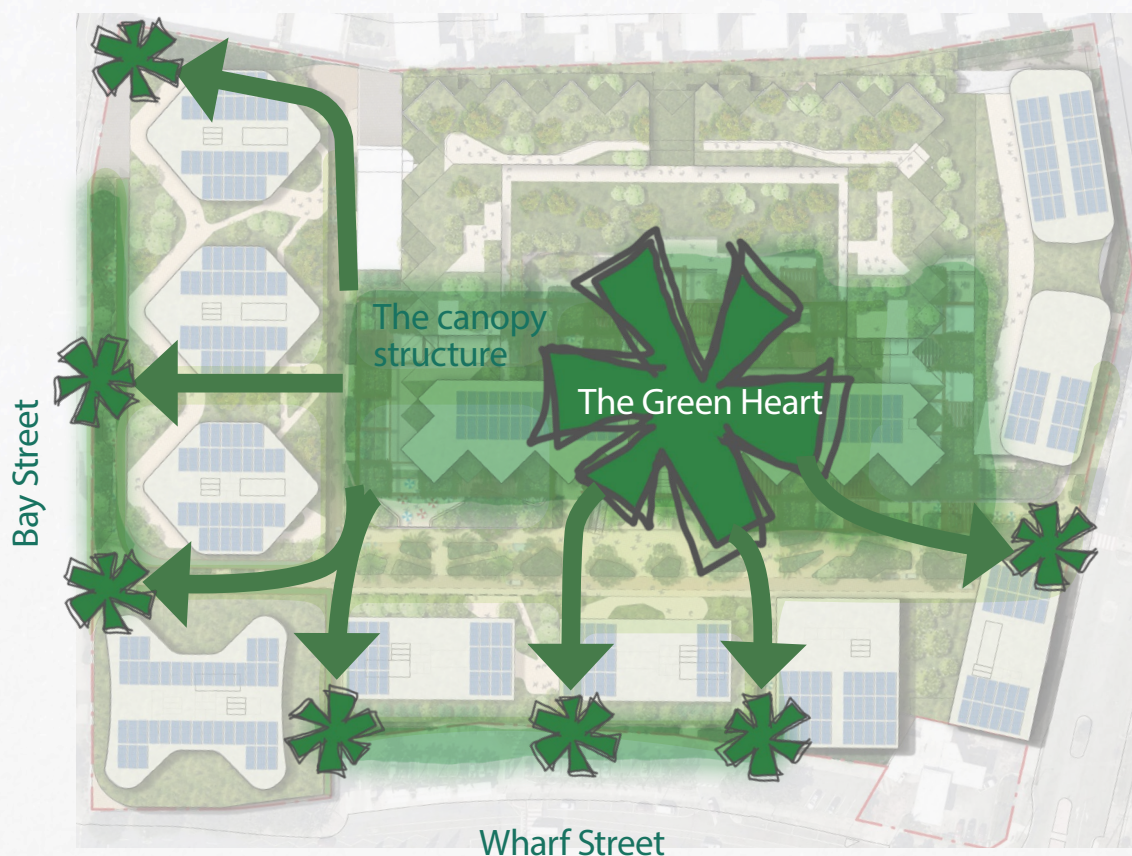 The canopy
structure
The Green Heart
Bay Street
Wharf Street